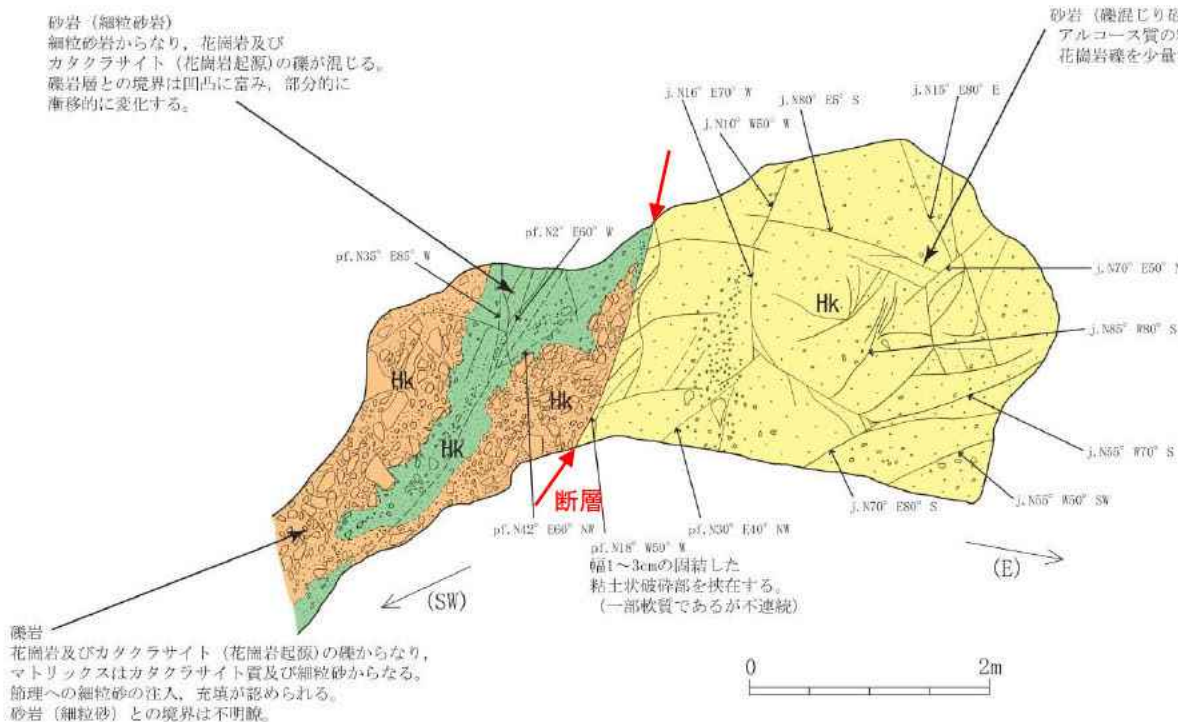 砂岩（細粒砂岩）
細粒砂岩からなり，花崗岩及び
カタクラサイト（花崗岩起源）の礫が混じる。
礫岩層との境界は凹凸に富み，部分的に
漸移的に変化する。
砂岩（礫混じり砂
アルコース質の
花崗岩礫を少量
j.N16° E70° W
j.N80° E5° S
j.N15° E80° E
j.N10° W50° W
pf.N2° E60° W
pf.N35° E85° W
j.N70° E50° N
Hk
j.N85° W80° S
Hk
Hk
Hk
j.N55° W70° S
断層
j.N70° E80° S
j.N55° W50° SW
pf.N42° E66° NW
pf.N30° E40° NW
pf.N18° W59° W
幅1～3cmの固結した
粘土状破砕部を挟在する。
（一部軟質であるが不連続）
(E)
(SW)
礫岩
花崗岩及びカタクラサイト（花崗岩起源）の礫からなり，
マトリックスはカタクラサイト質及び細粒砂からなる。
節理への細粒砂の注入，充填が認められる。
砂岩（細粒砂）との境界は不明瞭。
0 2m